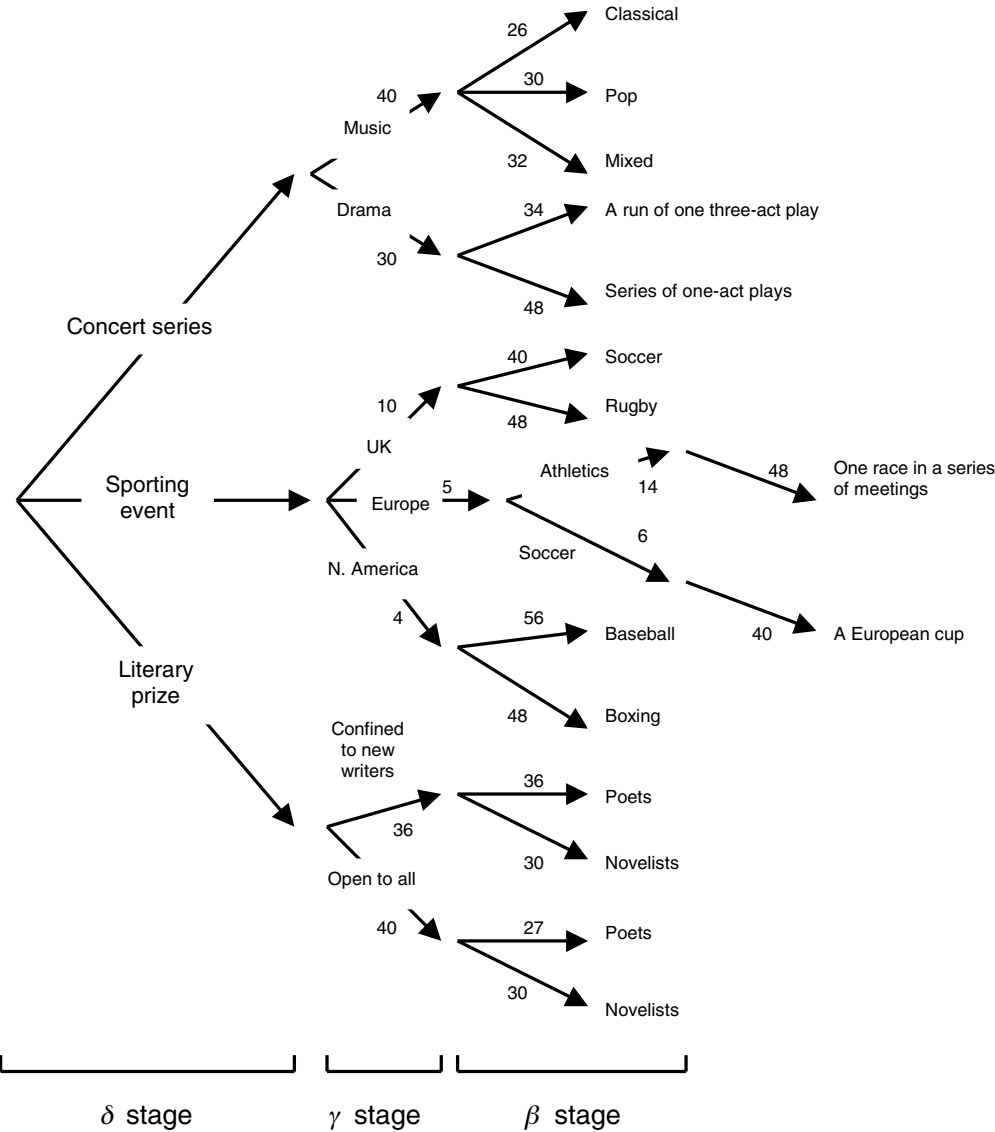 Classical
26
30
Pop
40
Music
32
Mixed
Drama
34
A run of one three-act play
30
Series of one-act plays
48
Concert series
40
Soccer
10
48
Rugby
UK
Athletics
48
One race in a series
of meetings
Sporting
event
Europe
5
14
6
Soccer
N. America
4
56
Baseball
40
A European cup
Literary
prize
48
Boxing
Confined
to new
writers
36
Poets
36
30
Novelists
Open to all
40
27
Poets
30
Novelists
δ stage
γ stage
β stage